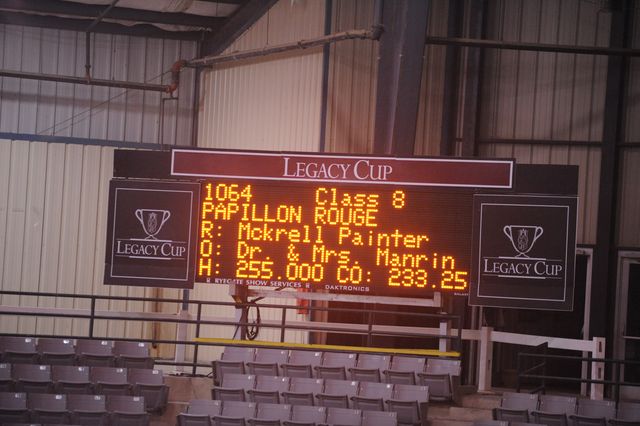 LEGACY CUP
1064 Class 8
PAPILLON ROUGE
R: Mckrell Painter
O: Dr. & Mrs. Manrin
H: 255.000 CO: 233.25
LEGACY CUP
LEGACY CUP
RYEGATE SHOW SERVICES DAKTRONICS